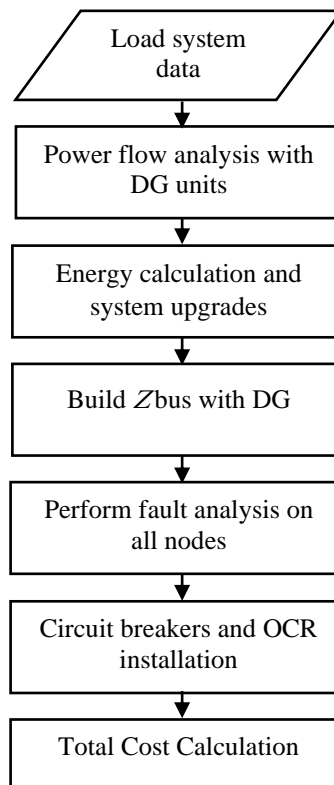 Load system
data
Power flow analysis with
DG units
Energy calculation and
system upgrades
Build Zbus with DG
Perform fault analysis on
all nodes
Circuit breakers and OCR
installation
Total Cost Calculation